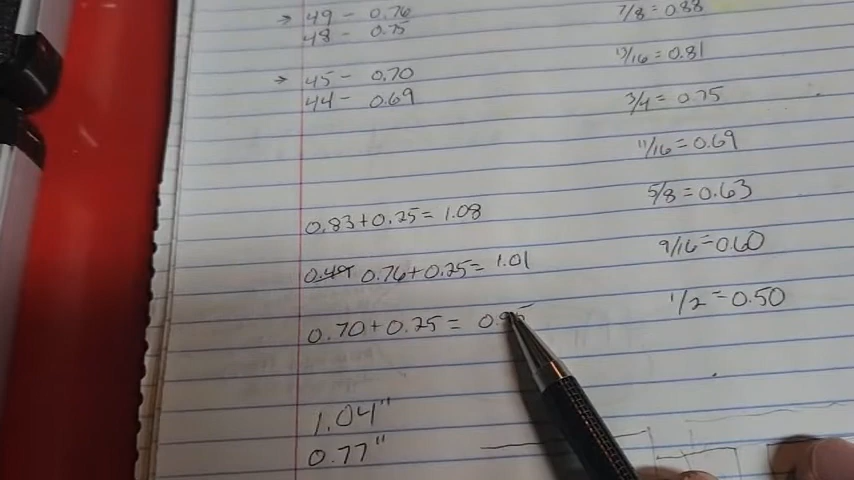 → 49 - 0.76
48 - 0.75
→ 45 - 0.70
44 - 0.69
0.83+0.25= 1.08
0.49 0.76+0.25= 1.01
0.70+0.25= 0.95
1.04"
0.77"
7/8 = 0.88
13/16 = 0.81
3/4 = 0.75
11/16 = 0.69
5/8 = 0.63
9/16 = 0.60
1/2 = 0.50